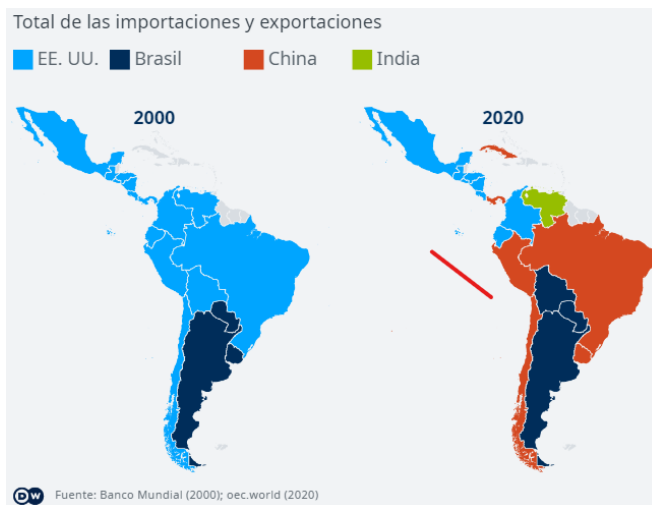 Total de las importaciones y exportaciones
EE. UU. Brasil China India
2000 2020
DW Fuente: Banco Mundial (2000); oec.world (2020)